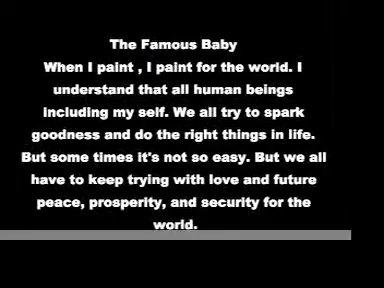 The Famous Baby
When I paint , I paint for the world. I
understand that all human beings
including my self. We all try to spark
goodness and do the right things in life.
But some times it's not so easy. But we all
have to keep trying with love and future
peace, prosperity, and security for the
world.